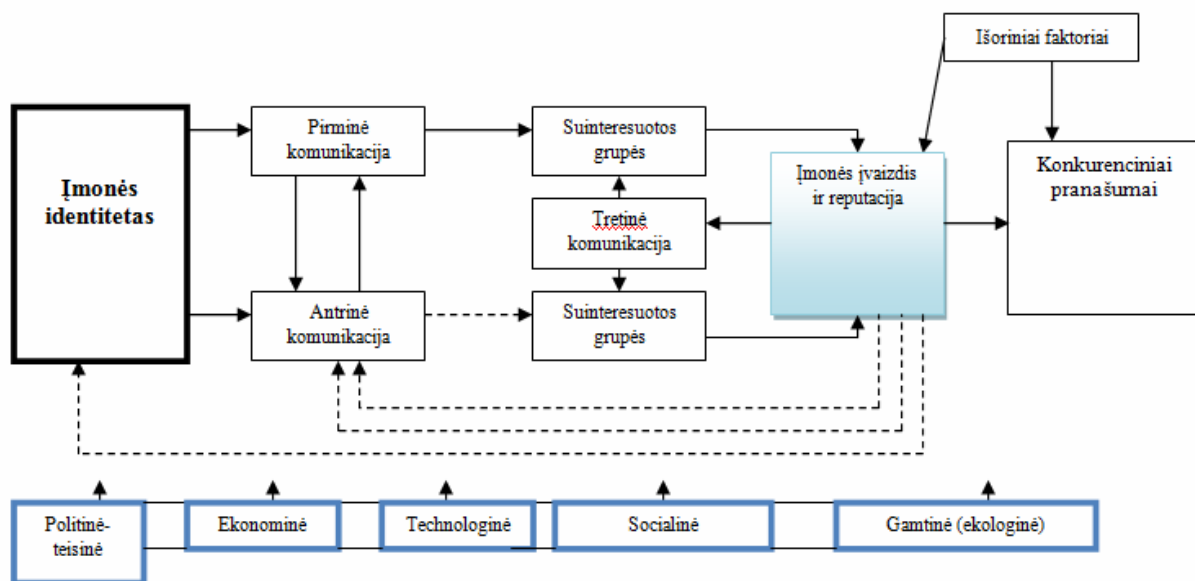 Išoriniai faktoriai
Įmonės
identitetas
Pirminė
komunikacija
Suinteresuotos
grupės
Įmonės įvaizdis
ir reputacija
Konkurenciniai
pranašumai
Tretinė
komunikacija
Antrinė
komunikacija
Suinteresuotos
grupės
Politinė-
teisinė
Ekonominė
Technologinė
Socialinė
Gamtinė (ekologinė)